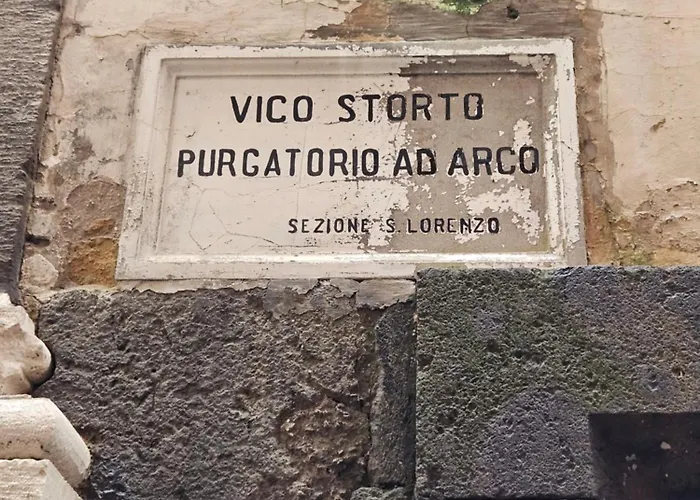 VICO STORTO
PURGATORIO AD ARCO
SEZIONE S. LORENZO